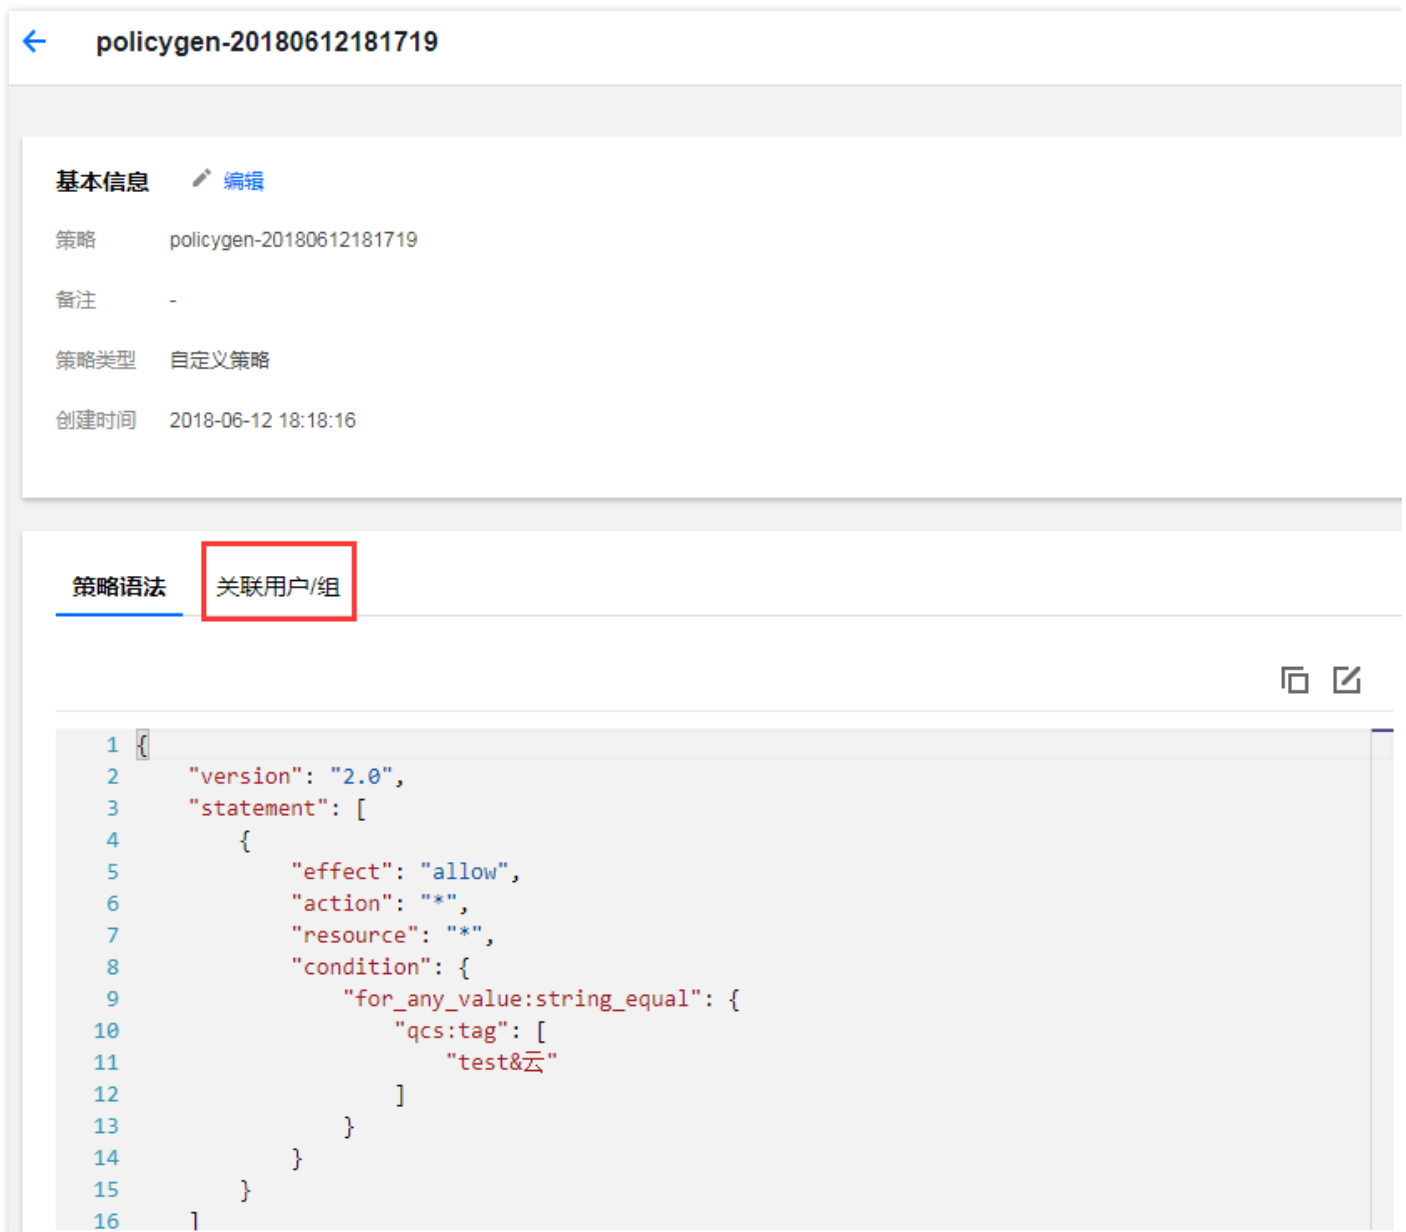 policygen-20180612181719
基本信息 编辑
策略 policygen-20180612181719
备注 -
策略类型 自定义策略
创建时间 2018-06-12 18:18:16
策略语法 关联用户/组
1 {
2 "version": "2.0",
3 "statement": [
4 {
5 "effect": "allow",
6 "action": "*",
7 "resource": "*",
8 "condition": {
9 "for_any_value:string_equal": {
10 "qcs:tag": [
11 "test&云"
12 ]
13 }
14 }
15 }
16 ]